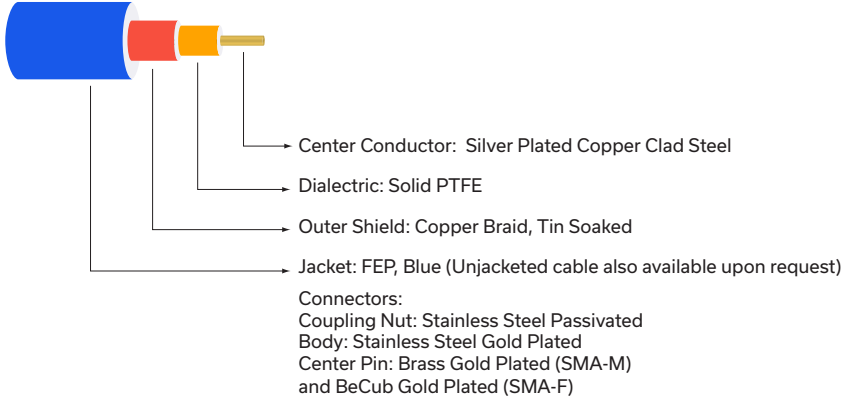 Center Conductor:  Silver Plated Copper Clad Steel
Dialectric: Solid PTFE
Outer Shield: Copper Braid, Tin Soaked
Jacket: FEP, Blue (Unjacketed cable also available upon request)
Connectors:
Coupling Nut: Stainless Steel Passivated
Body: Stainless Steel Gold Plated
Center Pin: Brass Gold Plated (SMA-M)
and BeCub Gold Plated (SMA-F)